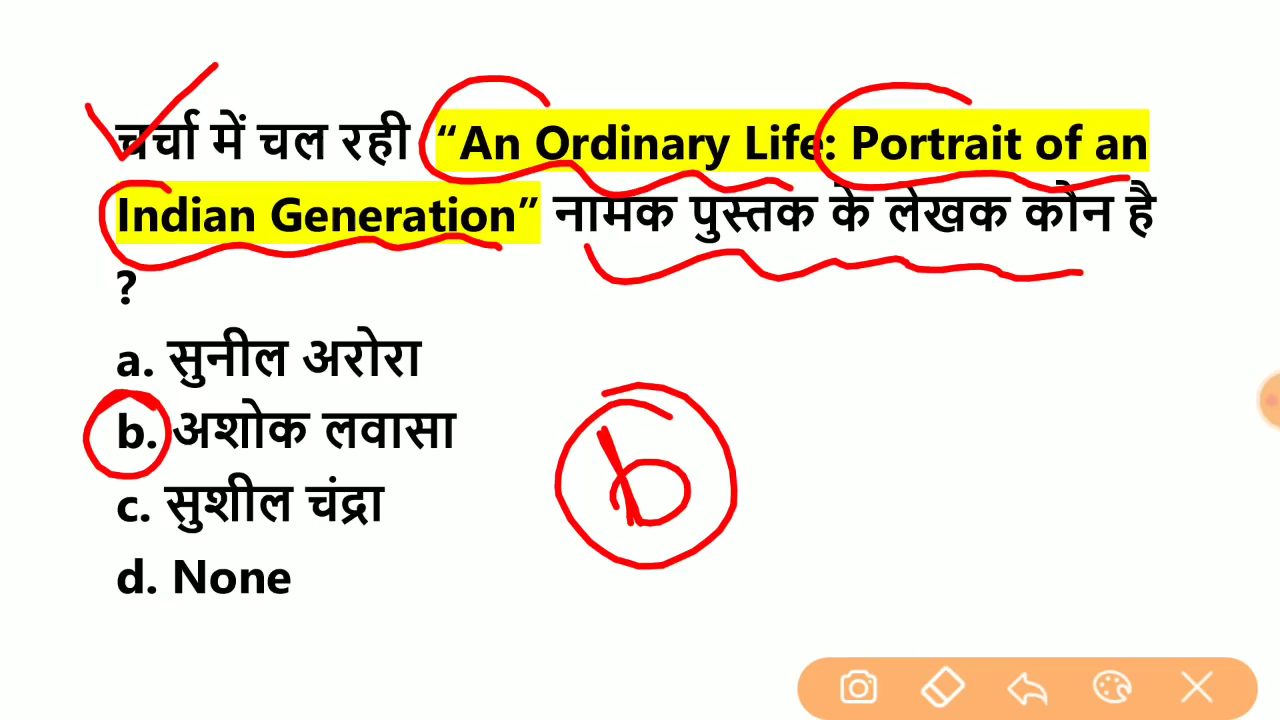 चर्चा में चल रही “An Ordinary Life: Portrait of an
Indian Generation” नामक पुस्तक के लेखक कौन है
?
a. सुनील अरोरा
b. अशोक लवासा
b
c. सुशील चंद्रा
d. None